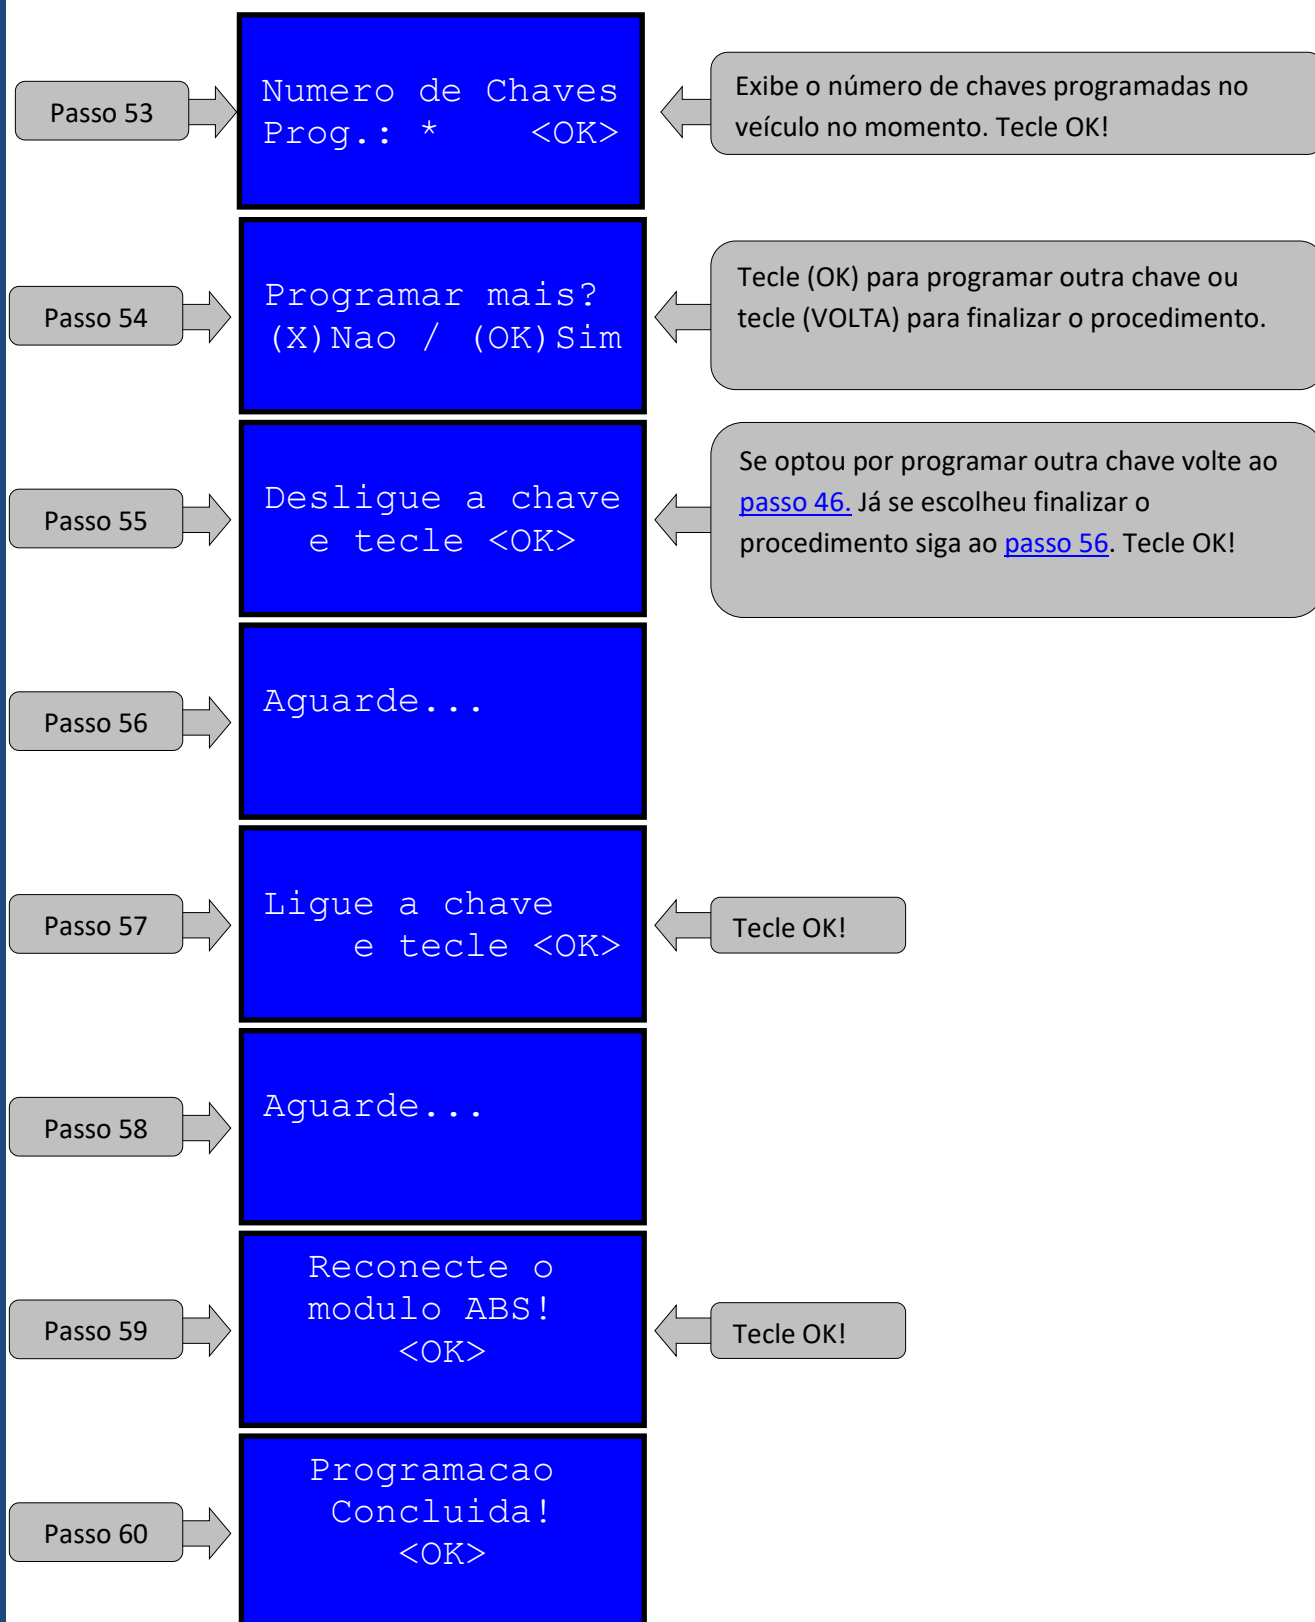 Passo 53
Numero de Chaves
Prog.: * <OK>
Exibe o número de chaves programadas no
veículo no momento. Tecle OK!
Passo 54
Programar mais?
(X)Nao / (OK)Sim
Tecle (OK) para programar outra chave ou
tecle (VOLTA) para finalizar o procedimento.
Passo 55
Desligue a chave
e tecle <OK>
Se optou por programar outra chave volte ao
passo 46. Já se escolheu finalizar o
procedimento siga ao passo 56. Tecle OK!
Passo 56
Aguarde...
Passo 57
Ligue a chave
e tecle <OK>
Tecle OK!
Passo 58
Aguarde...
Passo 59
Reconecte o
modulo ABS!
<OK>
Tecle OK!
Passo 60
Programacao
Concluida!
<OK>